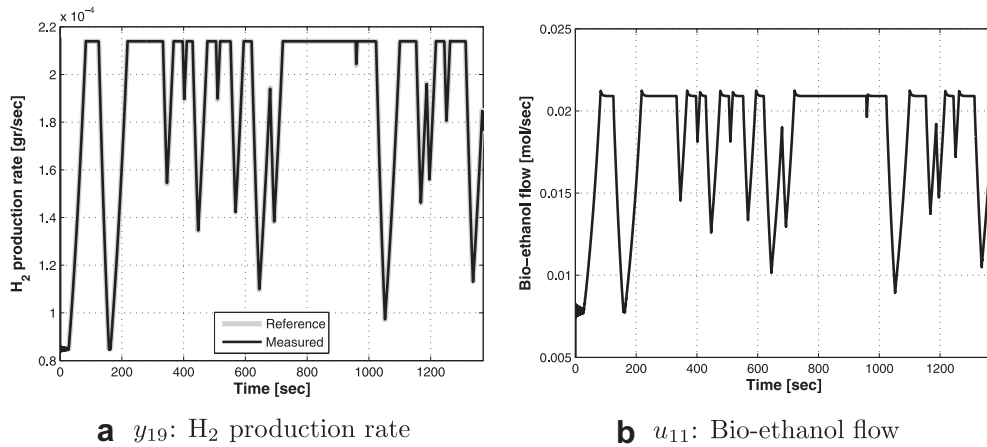 x 10⁻⁴
2.2
2
1.8
1.6
1.4
1.2
1
0.8
H₂ production rate [gr/sec]
0 200 400 600 800 1000 1200
Time [sec]
Reference
Measured
a y₁₉: H₂ production rate
0.025
0.02
0.015
0.01
0.005
Bio−ethanol flow [mol/sec]
0 200 400 600 800 1000 1200
Time [sec]
b u₁₁: Bio-ethanol flow